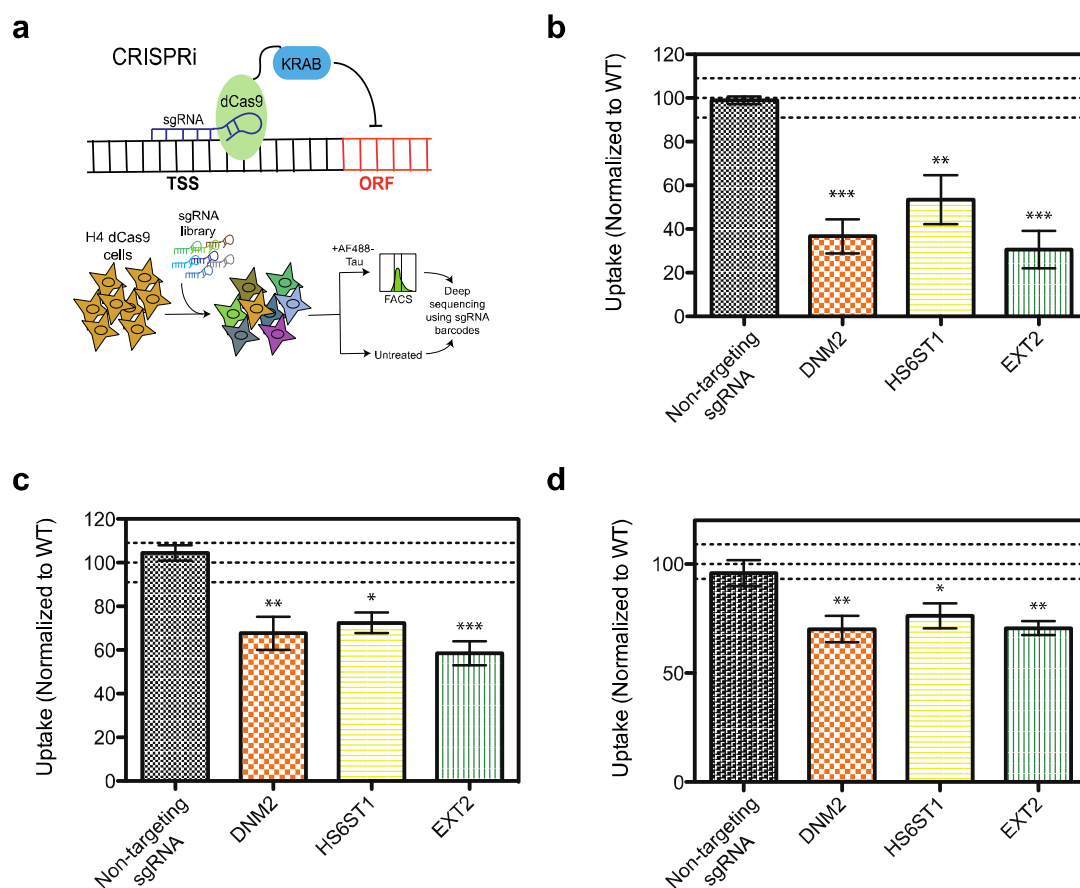 a
CRISPRi
KRAB
dCas9
sgRNA
TSS
ORF
sgRNA
library
H4 dCas9
cells
+AF488-
Tau
FACS
Deep
sequencing
using sgRNA
barcodes
Untreated
b
Uptake (Normalized to WT)
120
100
80
60
40
20
0
***
**
***
Non-targeting
sgRNA
DNM2
HS6ST1
EXT2
c
Uptake (Normalized to WT)
120
100
80
60
40
20
0
**
*
***
Non-targeting
sgRNA
DNM2
HS6ST1
EXT2
d
Uptake (Normalized to WT)
100
50
0
**
*
**
Non-targeting
sgRNA
DNM2
HS6ST1
EXT2